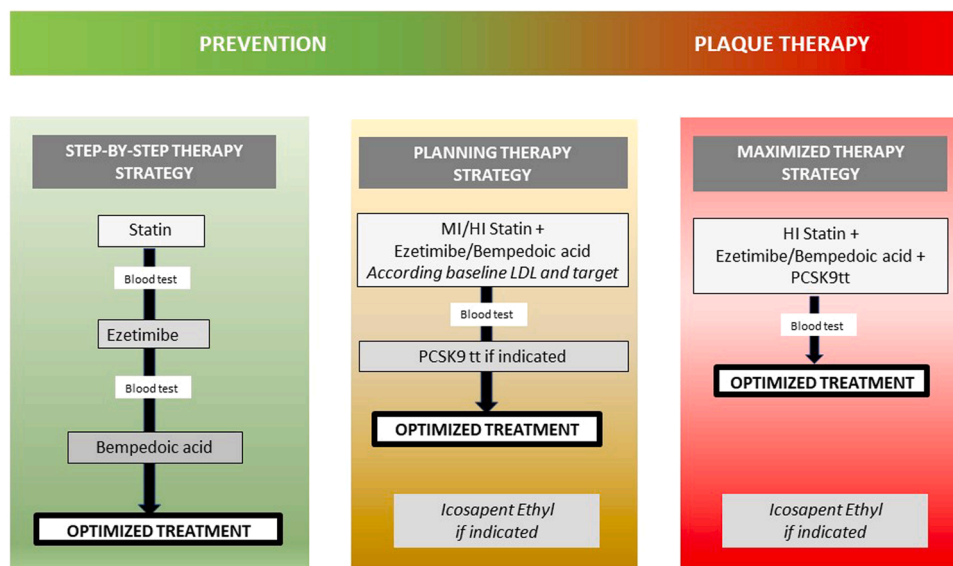 PREVENTION
PLAQUE THERAPY
STEP-BY-STEP THERAPY
STRATEGY
Statin
Blood test
Ezetimibe
Blood test
Bempedoic acid
OPTIMIZED TREATMENT
PLANNING THERAPY
STRATEGY
MI/HI Statin +
Ezetimibe/Bempedoic acid
According baseline LDL and target
Blood test
PCSK9 tt if indicated
OPTIMIZED TREATMENT
Icosapent Ethyl
if indicated
MAXIMIZED THERAPY
STRATEGY
HI Statin +
Ezetimibe/Bempedoic acid +
PCSK9tt
Blood test
OPTIMIZED TREATMENT
Icosapent Ethyl
if indicated